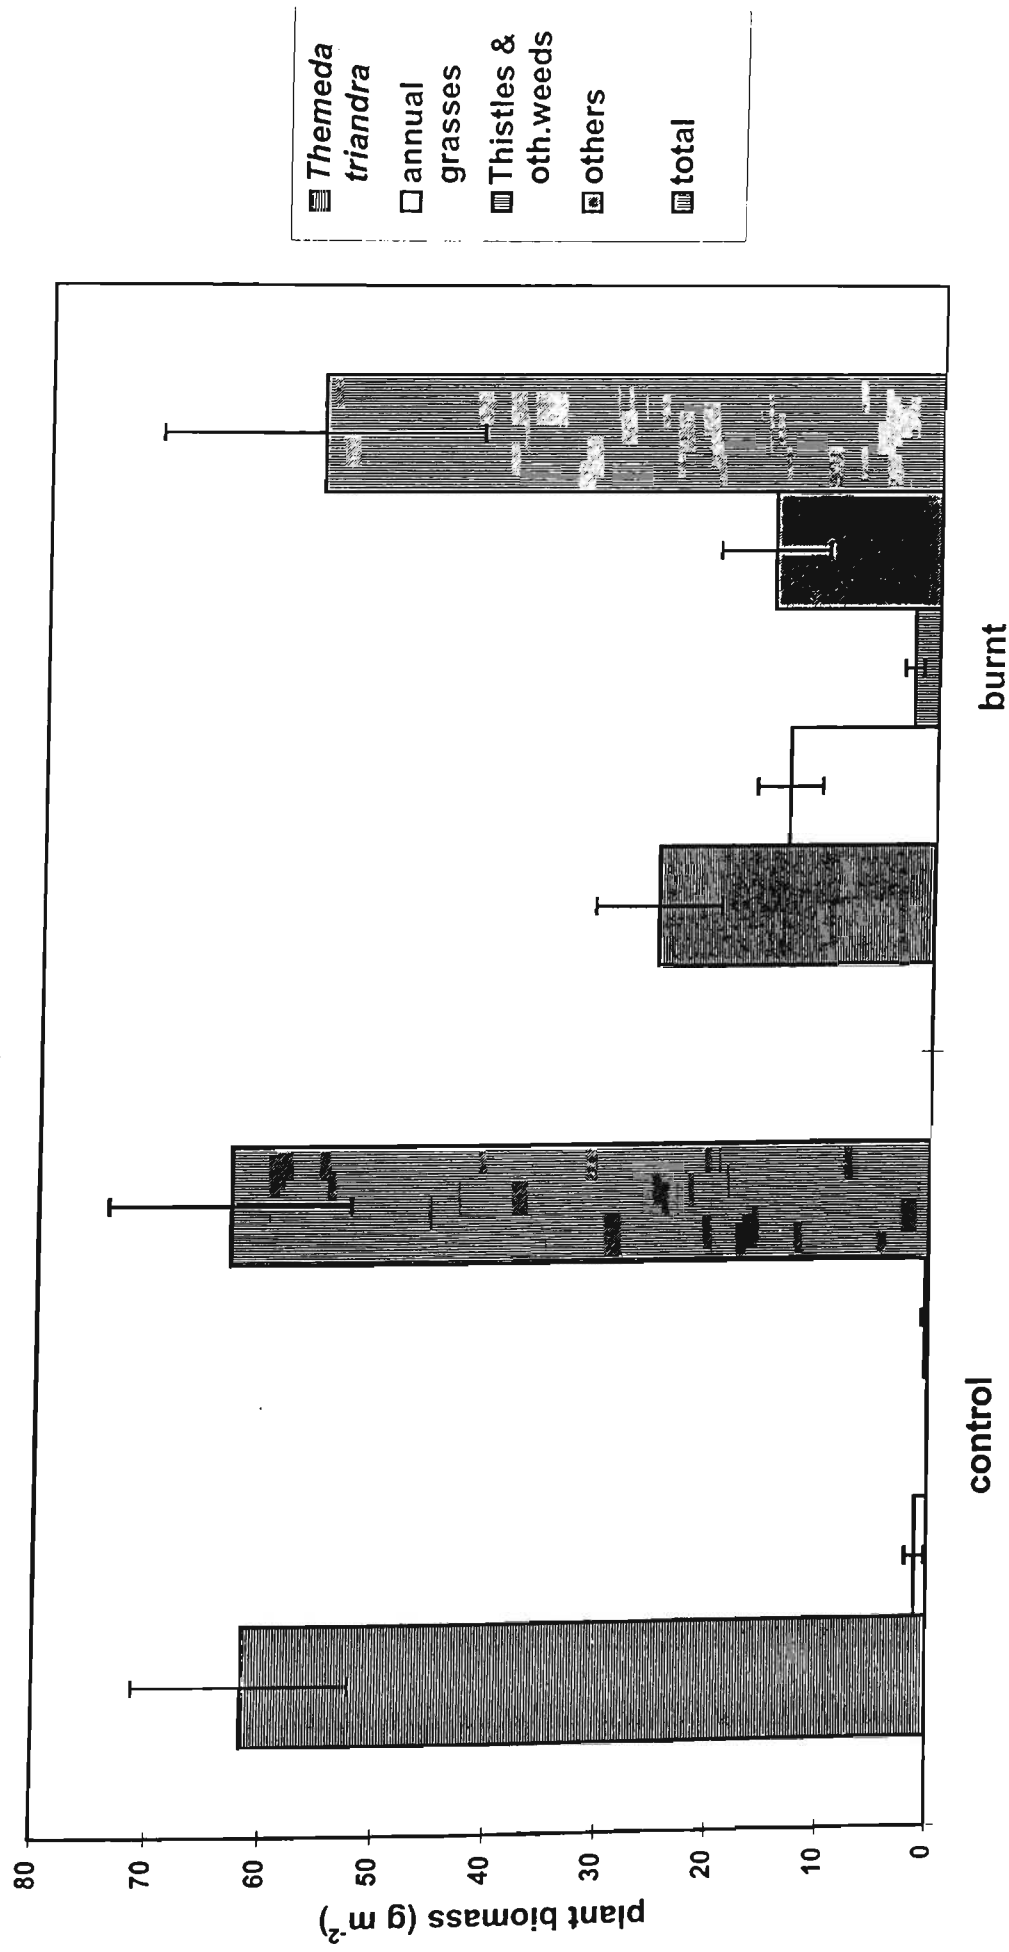 80
70
60
50
40
30
20
10
0
plant biomass (g m⁻²)
control
burnt
Themeda
triandra
annual
grasses
Thistles &
oth.weeds
others
total